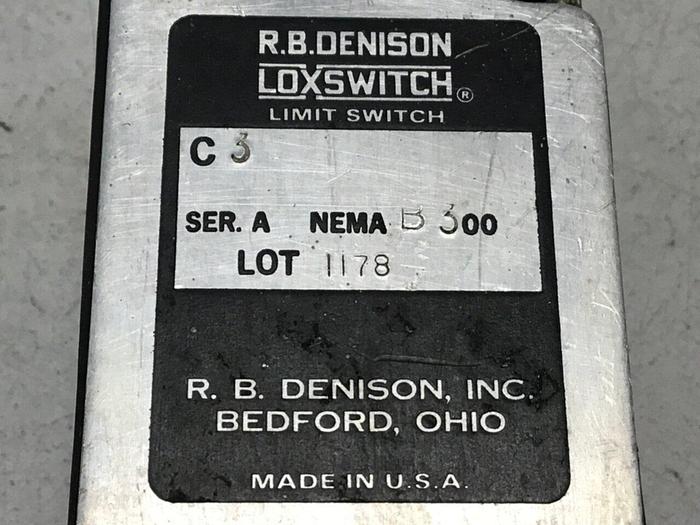 R.B.DENISON
LOXSWITCH®
LIMIT SWITCH
C 3
SER. A NEMA B 300
LOT 1178
R. B. DENISON, INC.
BEDFORD, OHIO
MADE IN U.S.A.